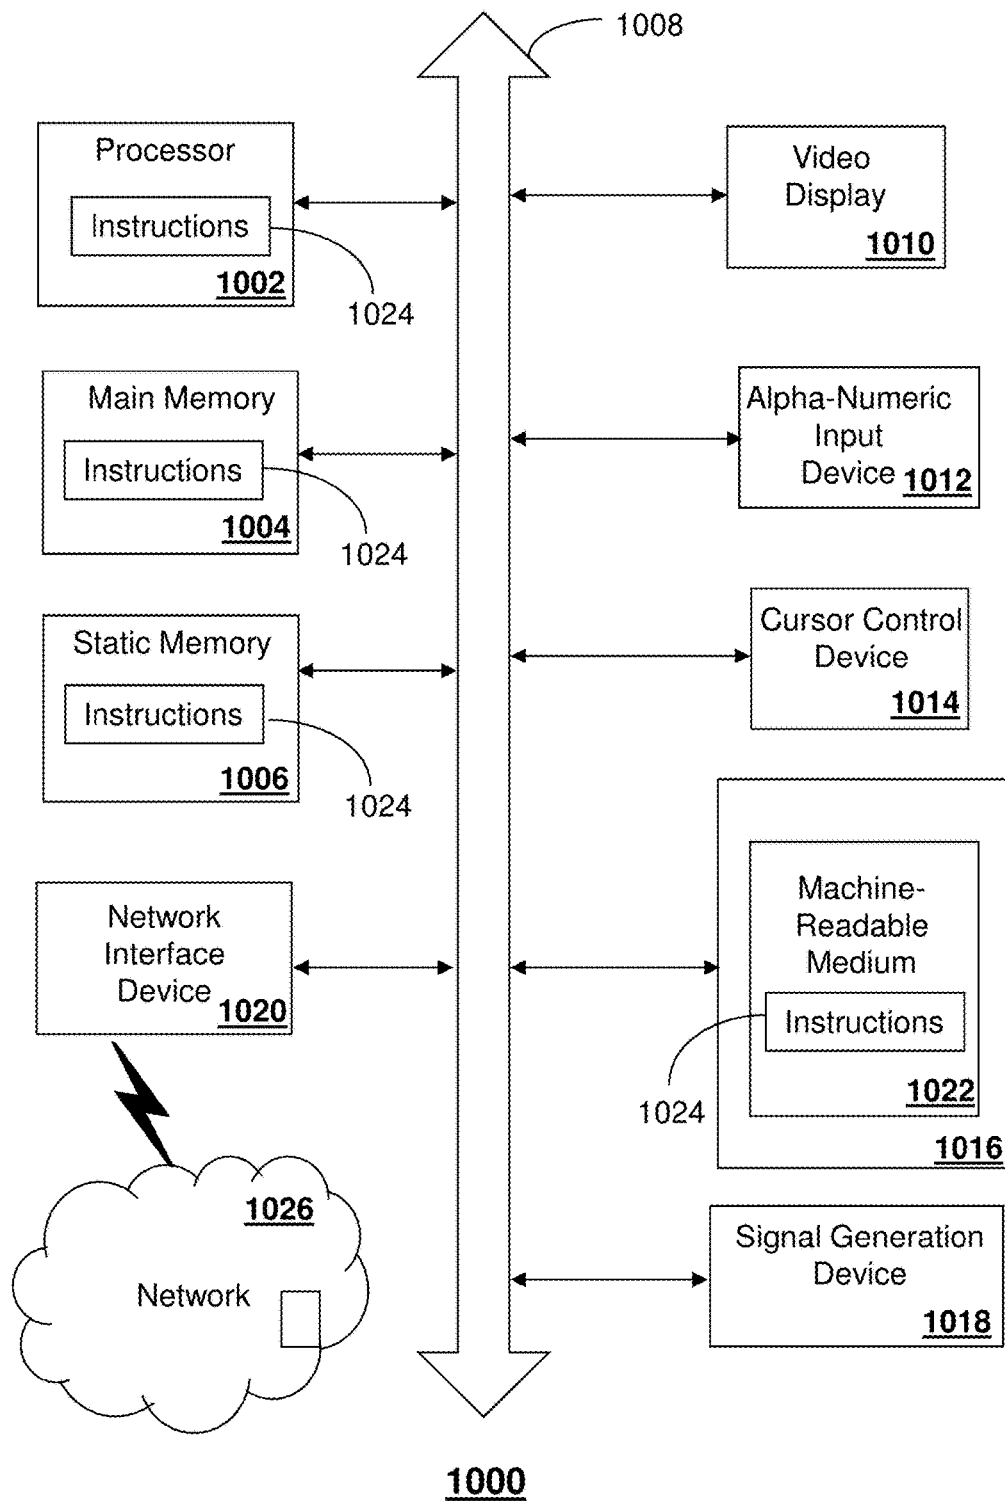 1008
Processor
Instructions
1002
1024
Main Memory
Instructions
1004
1024
Static Memory
Instructions
1006
1024
Network
Interface
Device
1020
1026
Network
Video
Display
1010
Alpha-Numeric
Input
Device
1012
Cursor Control
Device
1014
Machine-
Readable
Medium
Instructions
1022
1024
1016
Signal Generation
Device
1018
1000